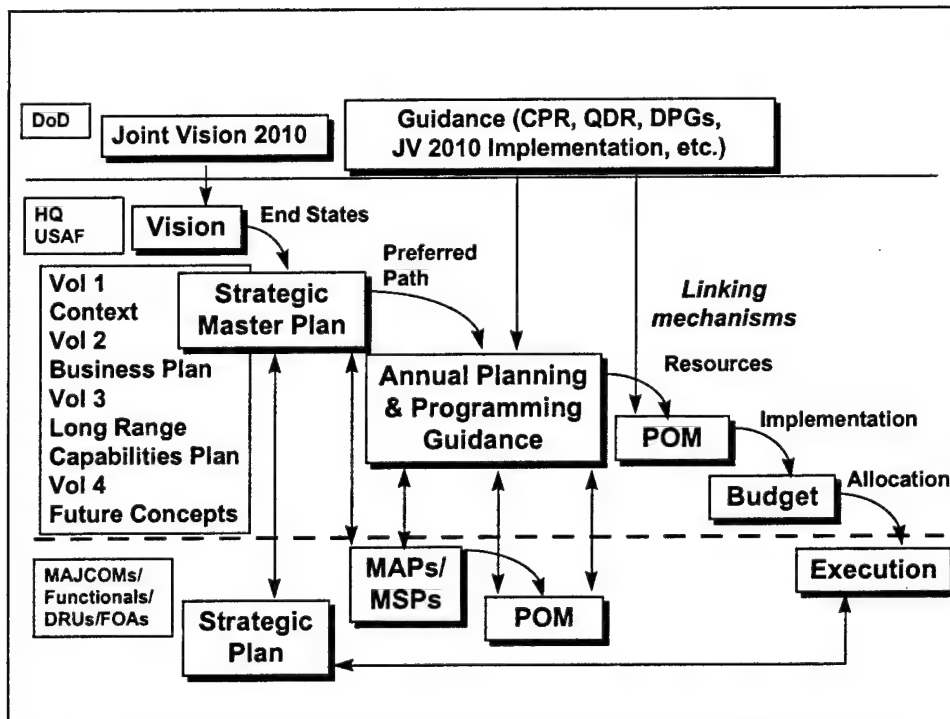 DoD
Joint Vision 2010
Guidance (CPR, QDR, DPGs,
JV 2010 Implementation, etc.)
HQ
USAF
Vision
End States
Preferred
Path
Vol 1
Context
Vol 2
Business Plan
Vol 3
Long Range
Capabilities Plan
Vol 4
Future Concepts
Strategic
Master Plan
Linking
mechanisms
Annual Planning
& Programming
Guidance
Resources
POM
Implementation
Budget
Allocation
MAJCOMs/
Functionals/
DRUs/FOAs
Strategic
Plan
MAPs/
MSPs
POM
Execution